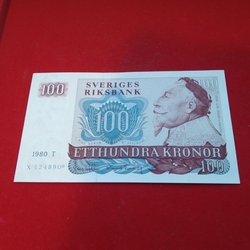 100 SVERIGES
RIKSBANK
100
1980 T
ETTHUNDRA KRONOR
100